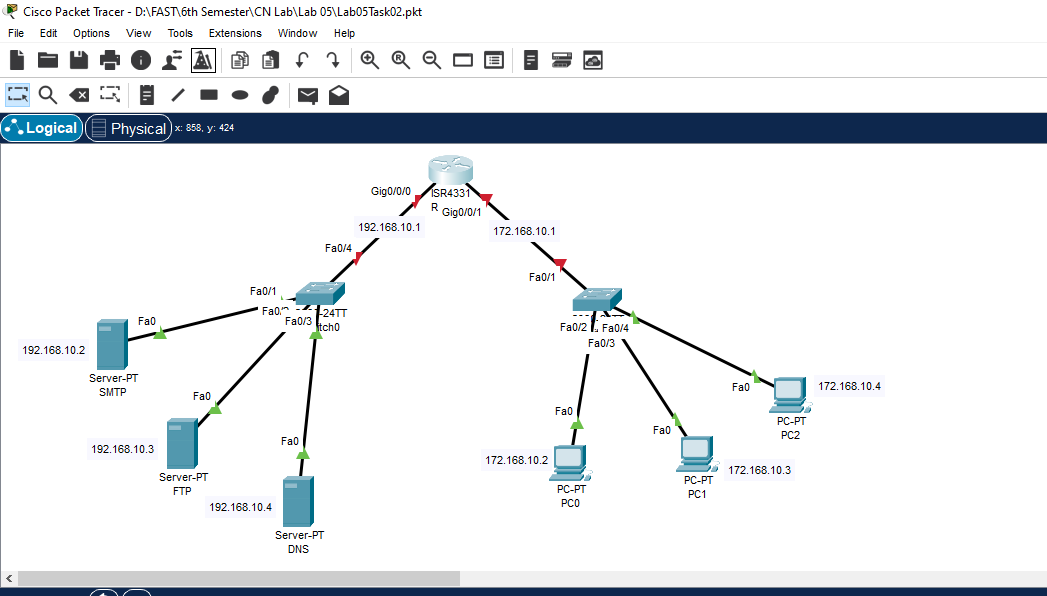 Cisco Packet Tracer - D:\FAST\6th Semester\CN Lab\Lab 05\Lab05Task02.pkt
File Edit Options View Tools Extensions Window Help
Logical Physical x: 858, y: 424
Gig0/0/0
ISR4331
R
Gig0/0/1
192.168.10.1
172.168.10.1
Fa0/4
Fa0/1
Fa0/1
-24TT
Fa0/3
itch0
Fa0/2
Fa0/4
Fa0/3
Fa0
192.168.10.2
Server-PT
SMTP
Fa0
192.168.10.3
Server-PT
FTP
Fa0
192.168.10.4
Server-PT
DNS
Fa0
172.168.10.2
PC-PT
PC0
Fa0
172.168.10.3
PC-PT
PC1
Fa0
172.168.10.4
PC-PT
PC2